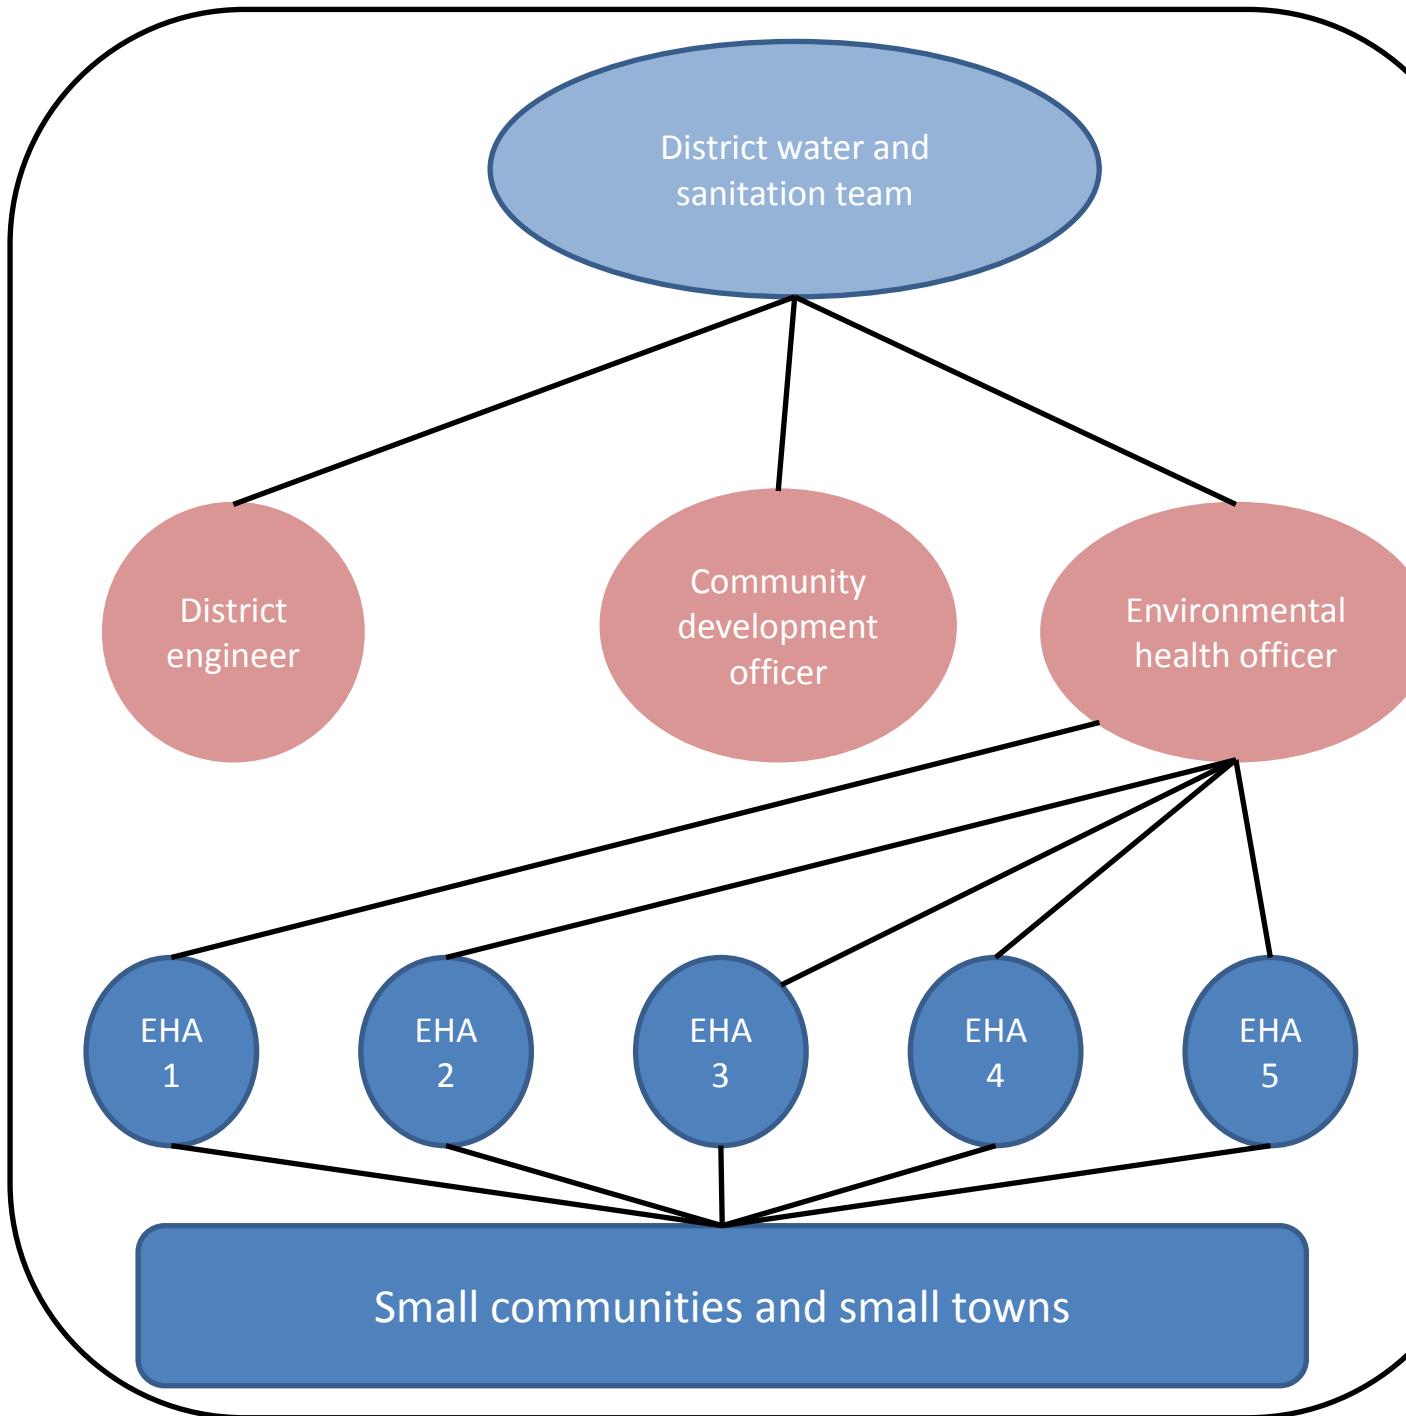 District water and
sanitation team
District
engineer
Community
development
officer
Environmental
health officer
EHA
1
EHA
2
EHA
3
EHA
4
EHA
5
Small communities and small towns